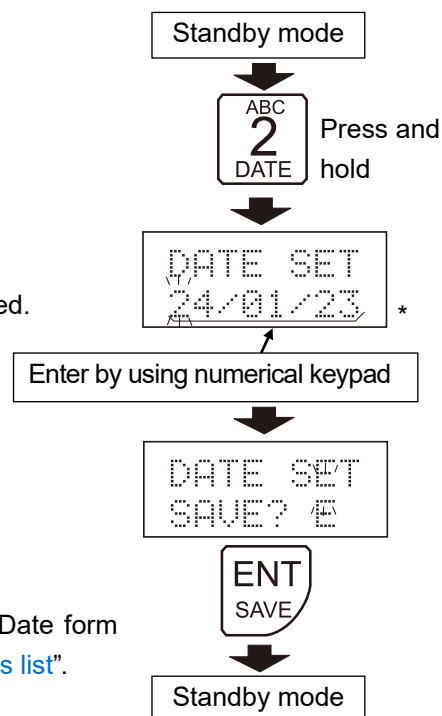 Standby mode
ABC
2
DATE
Press and
hold
DATE SET
24/01/23 *
ed.
Enter by using numerical keypad
DATE SET
SAVE? E
ENT
SAVE
Date form
s list”.
Standby mode